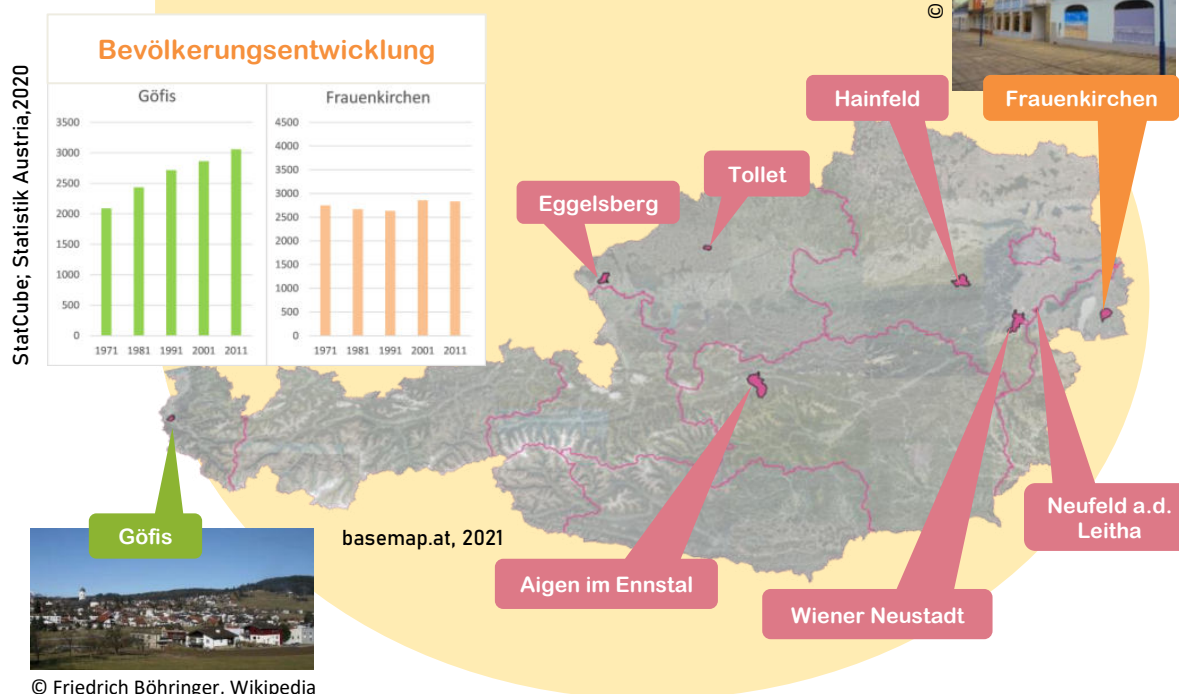 ©
StatCube; Statistik Austria,2020
Bevölkerungsentwicklung
Göfis
3500
3000
2500
2000
1500
1000
500
0
1971 1981 1991 2001 2011
Frauenkirchen
4500
4000
3500
3000
2500
2000
1500
1000
500
0
1971 1981 1991 2001 2011
Hainfeld
Frauenkirchen
Tollet
Eggelsberg
Göfis
basemap.at, 2021
Aigen im Ennstal
Wiener Neustadt
Neufeld a.d.
Leitha
© Friedrich Böhringer, Wikipedia